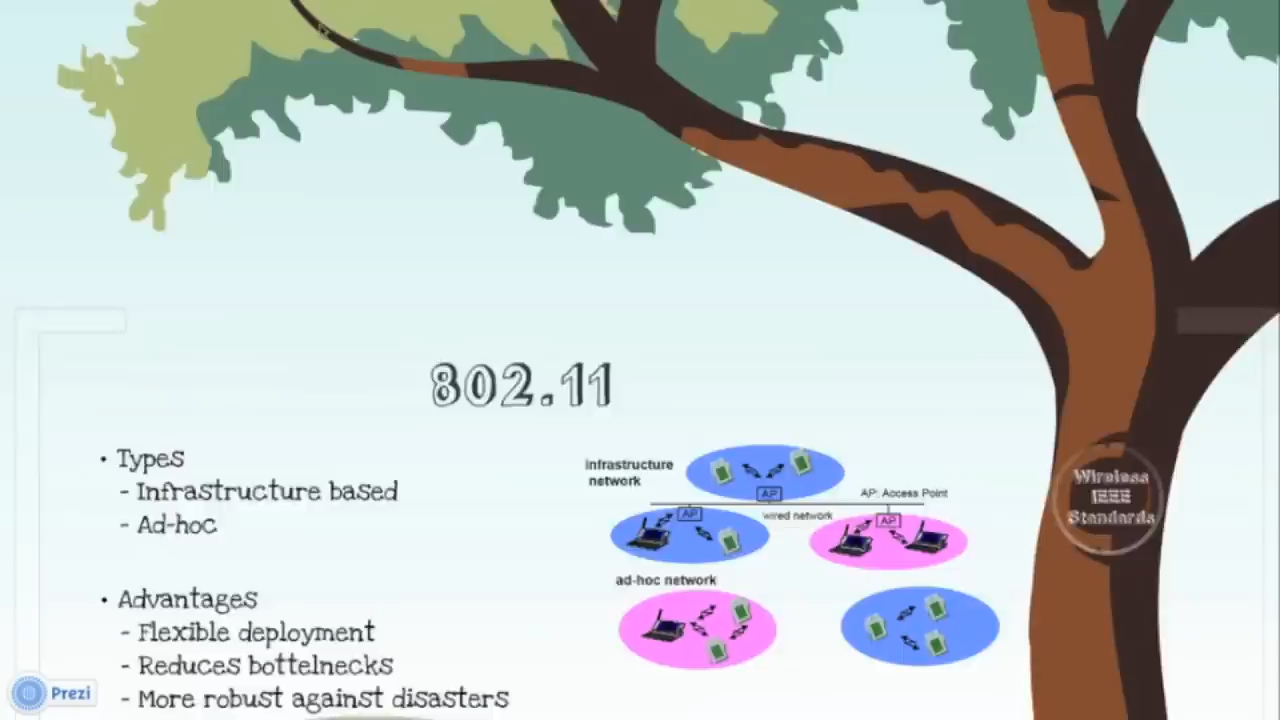 802.11
• Types
- Infrastructure based
- Ad-hoc
• Advantages
- Flexible deployment
- Reduces bottelnecks
- More robust against disasters
infrastructure
network
AP
AP: Access Point
AP
wired network
AP
ad-hoc network
Wireless
IEEE
Standards
Prezi